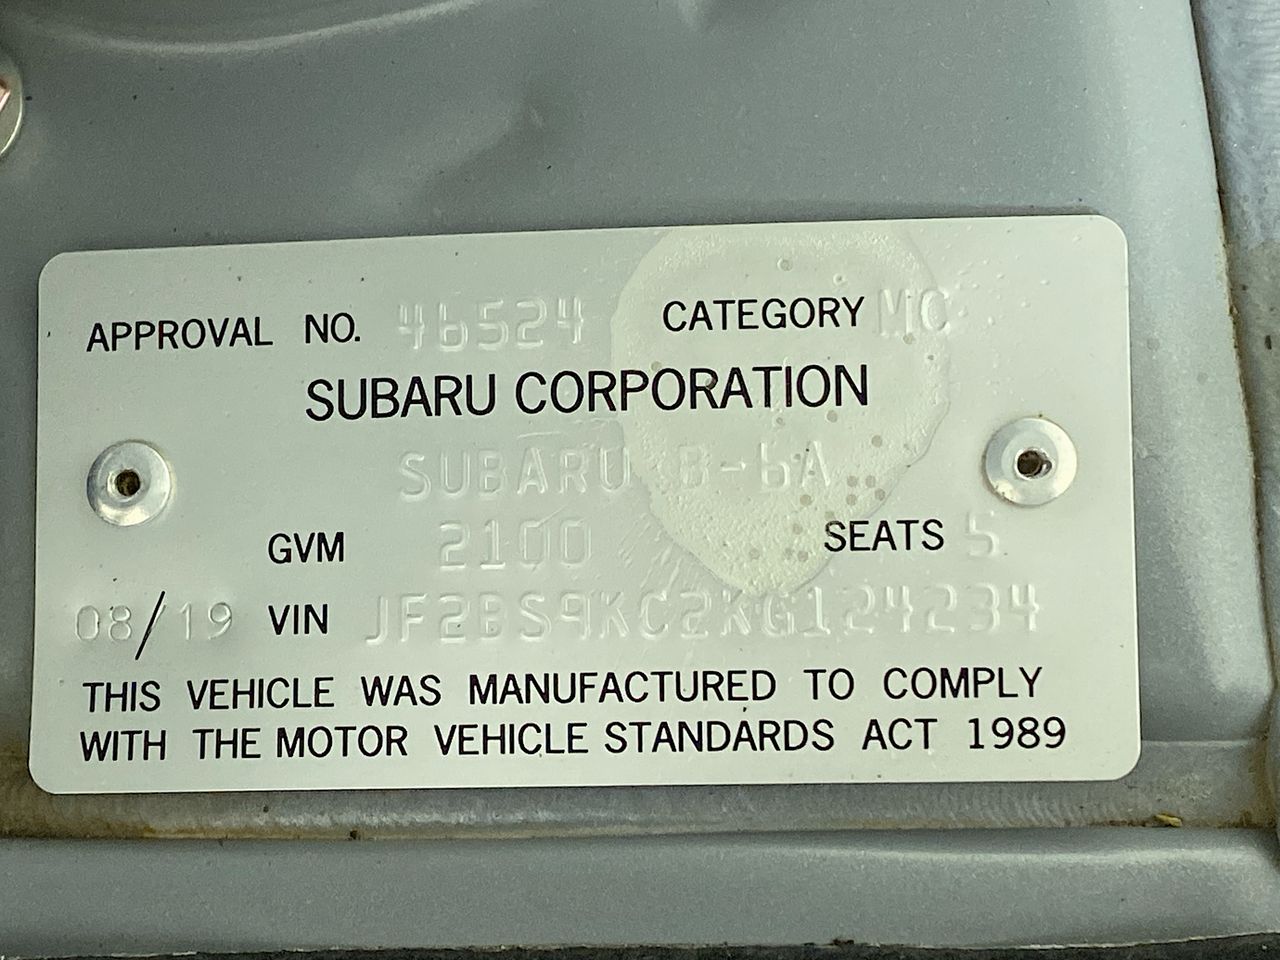 APPROVAL NO. 46524 CATEGORY MC
SUBARU CORPORATION
SUBARU B-6A
GVM 2100 SEATS 5
08/19 VIN JF2BS9KC2KG124234
THIS VEHICLE WAS MANUFACTURED TO COMPLY
WITH THE MOTOR VEHICLE STANDARDS ACT 1989